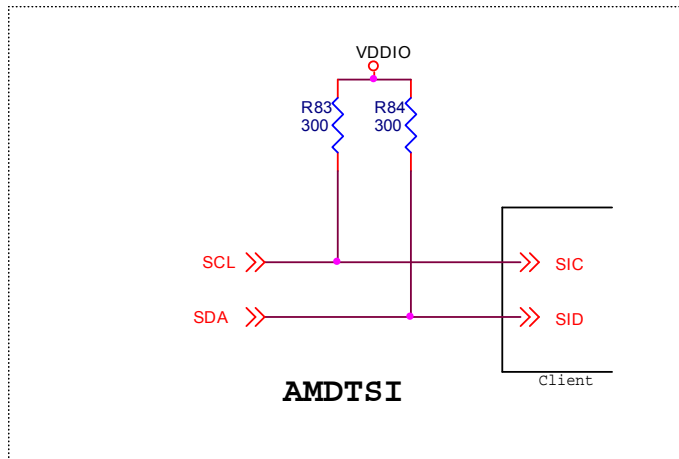 VDDIO
R83 R84
300 300
SCL SIC
SDA SID
Client
AMDTSI